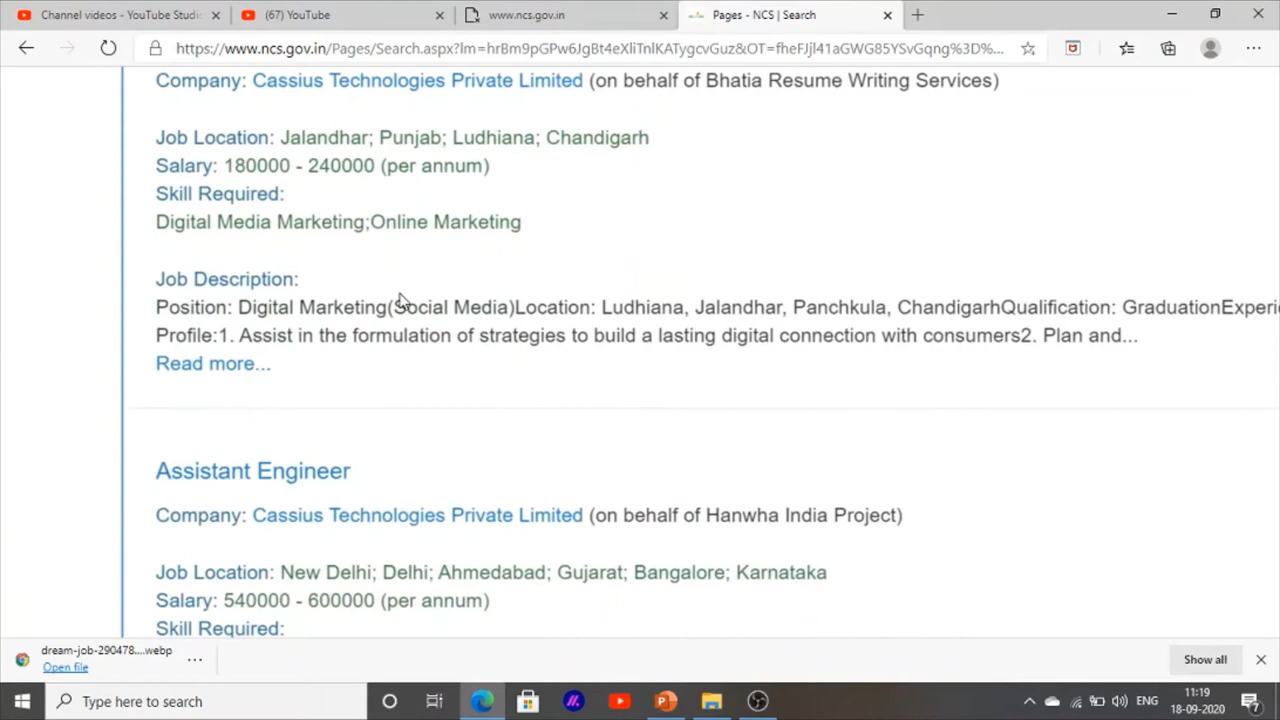 Channel videos - YouTube Studi
(67) YouTube
www.ncs.gov.in
Pages - NCS | Search
https://www.ncs.gov.in/Pages/Search.aspx?lm=hrBm9pGPw6JgBt4eXliTnlKATygcvGuz&OT=fheFJjl41aGWG85YSvGqng%3D%...
Company: Cassius Technologies Private Limited (on behalf of Bhatia Resume Writing Services)
Job Location: Jalandhar; Punjab; Ludhiana; Chandigarh
Salary: 180000 - 240000 (per annum)
Skill Required:
Digital Media Marketing;Online Marketing
Job Description:
Position: Digital Marketing(Social Media)Location: Ludhiana, Jalandhar, Panchkula, ChandigarhQualification: GraduationExperi
Profile:1. Assist in the formulation of strategies to build a lasting digital connection with consumers2. Plan and...
Read more...
Assistant Engineer
Company: Cassius Technologies Private Limited (on behalf of Hanwha India Project)
Job Location: New Delhi; Delhi; Ahmedabad; Gujarat; Bangalore; Karnataka
Salary: 540000 - 600000 (per annum)
Skill Required:
dream-job-290478....webp
Open file
Show all
Type here to search
ENG
11:19
18-09-2020
7